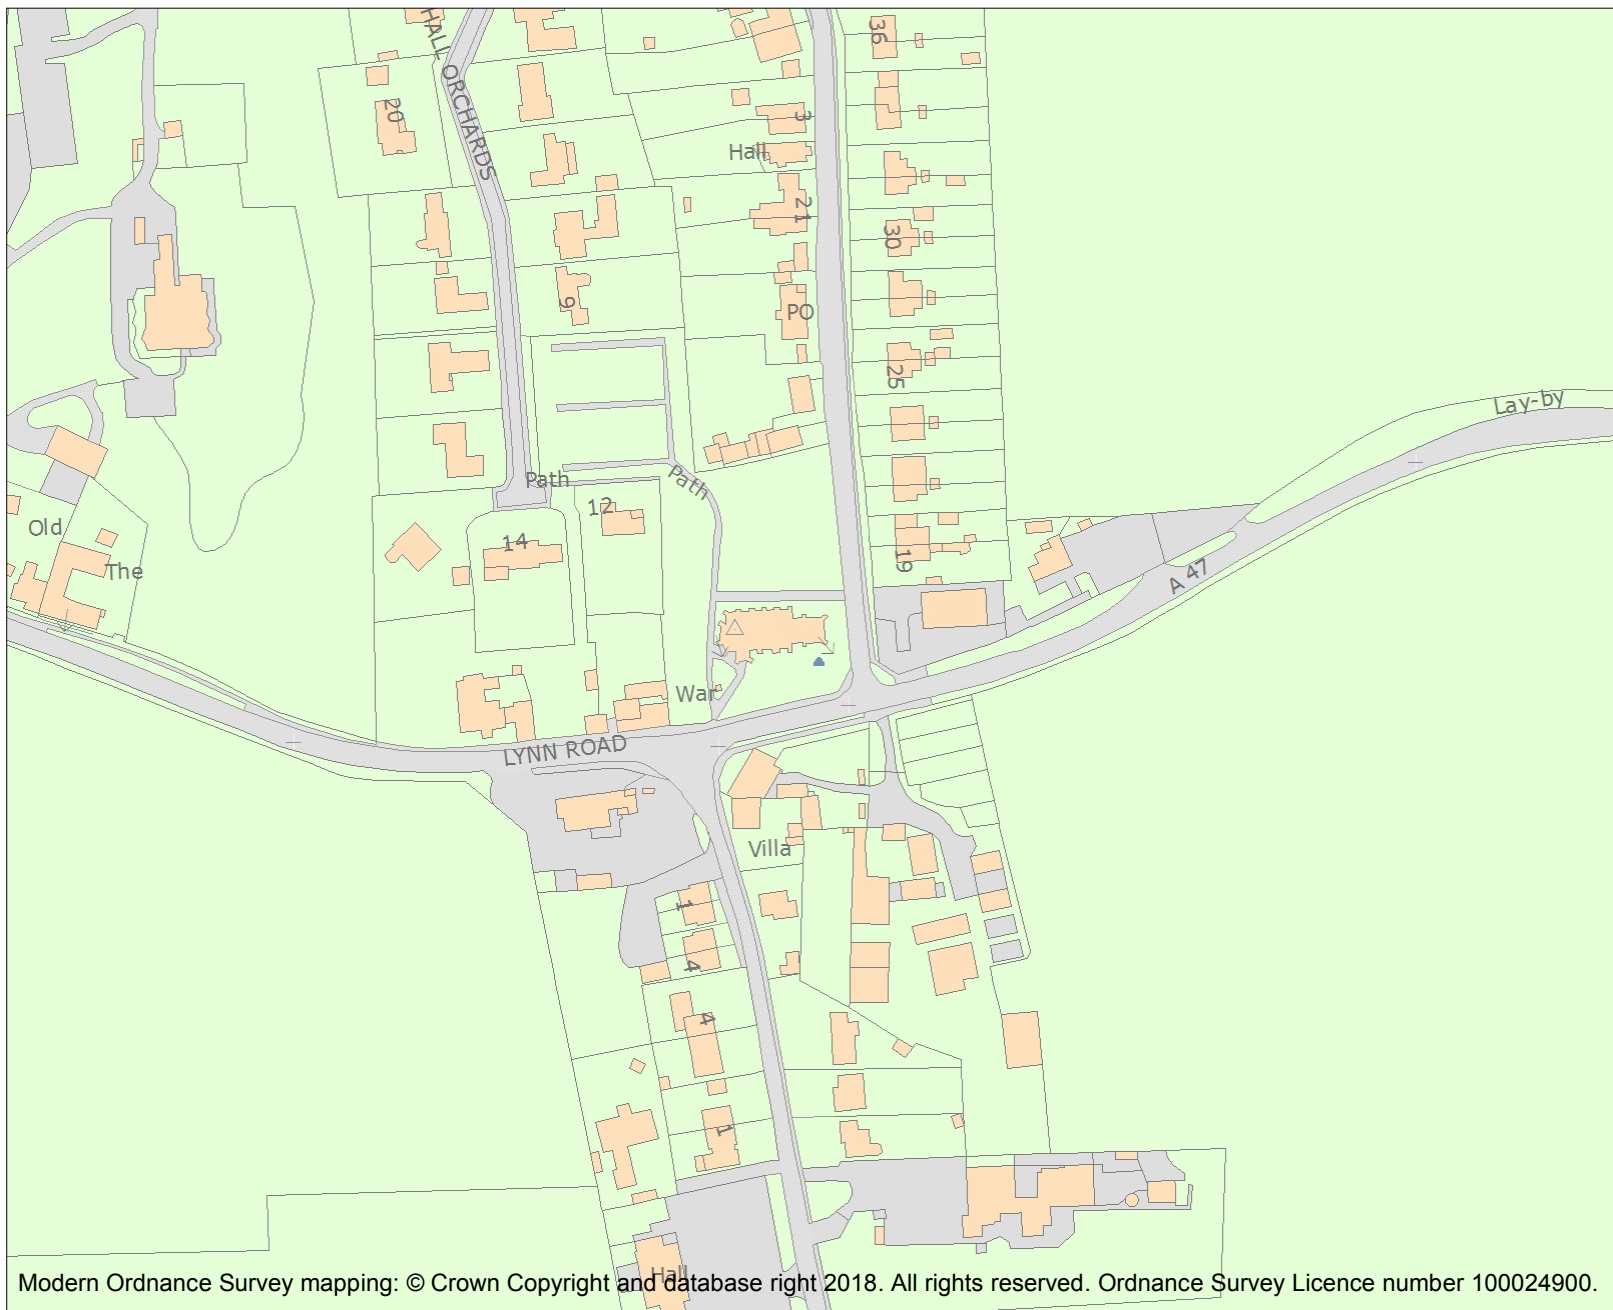 HALL ORCHARDS
36
20
3
Hall
21
30
9
PO
25
Lay-by
Path
Path
12
14
Old
The
19
A 47
War
LYNN ROAD
Villa
1
4
4
1
Hall
Modern Ordnance Survey mapping: © Crown Copyright and database right 2018. All rights reserved. Ordnance Survey Licence number 100024900.